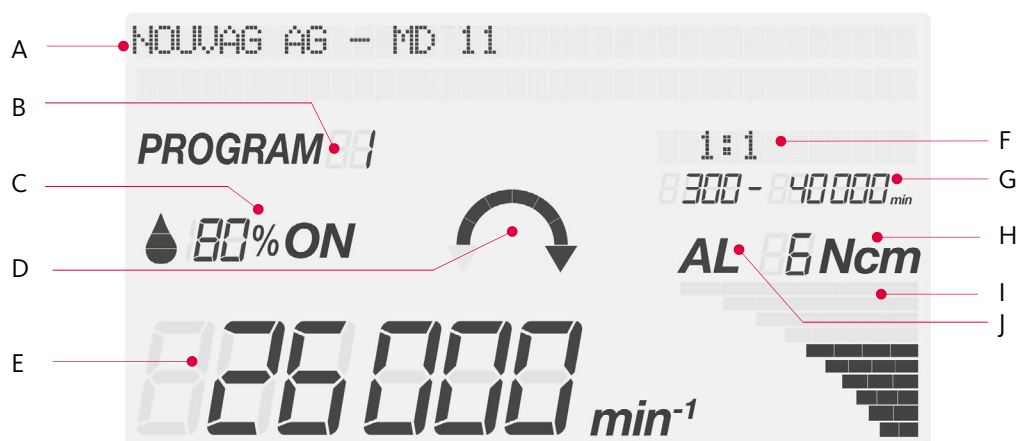 A NOUVAG AG - MD 11
B PROGRAM 1
F 1:1
G 300 - 40000 min
C 80% ON
D
H AL 6 Ncm
I
J
E 26000 min-1